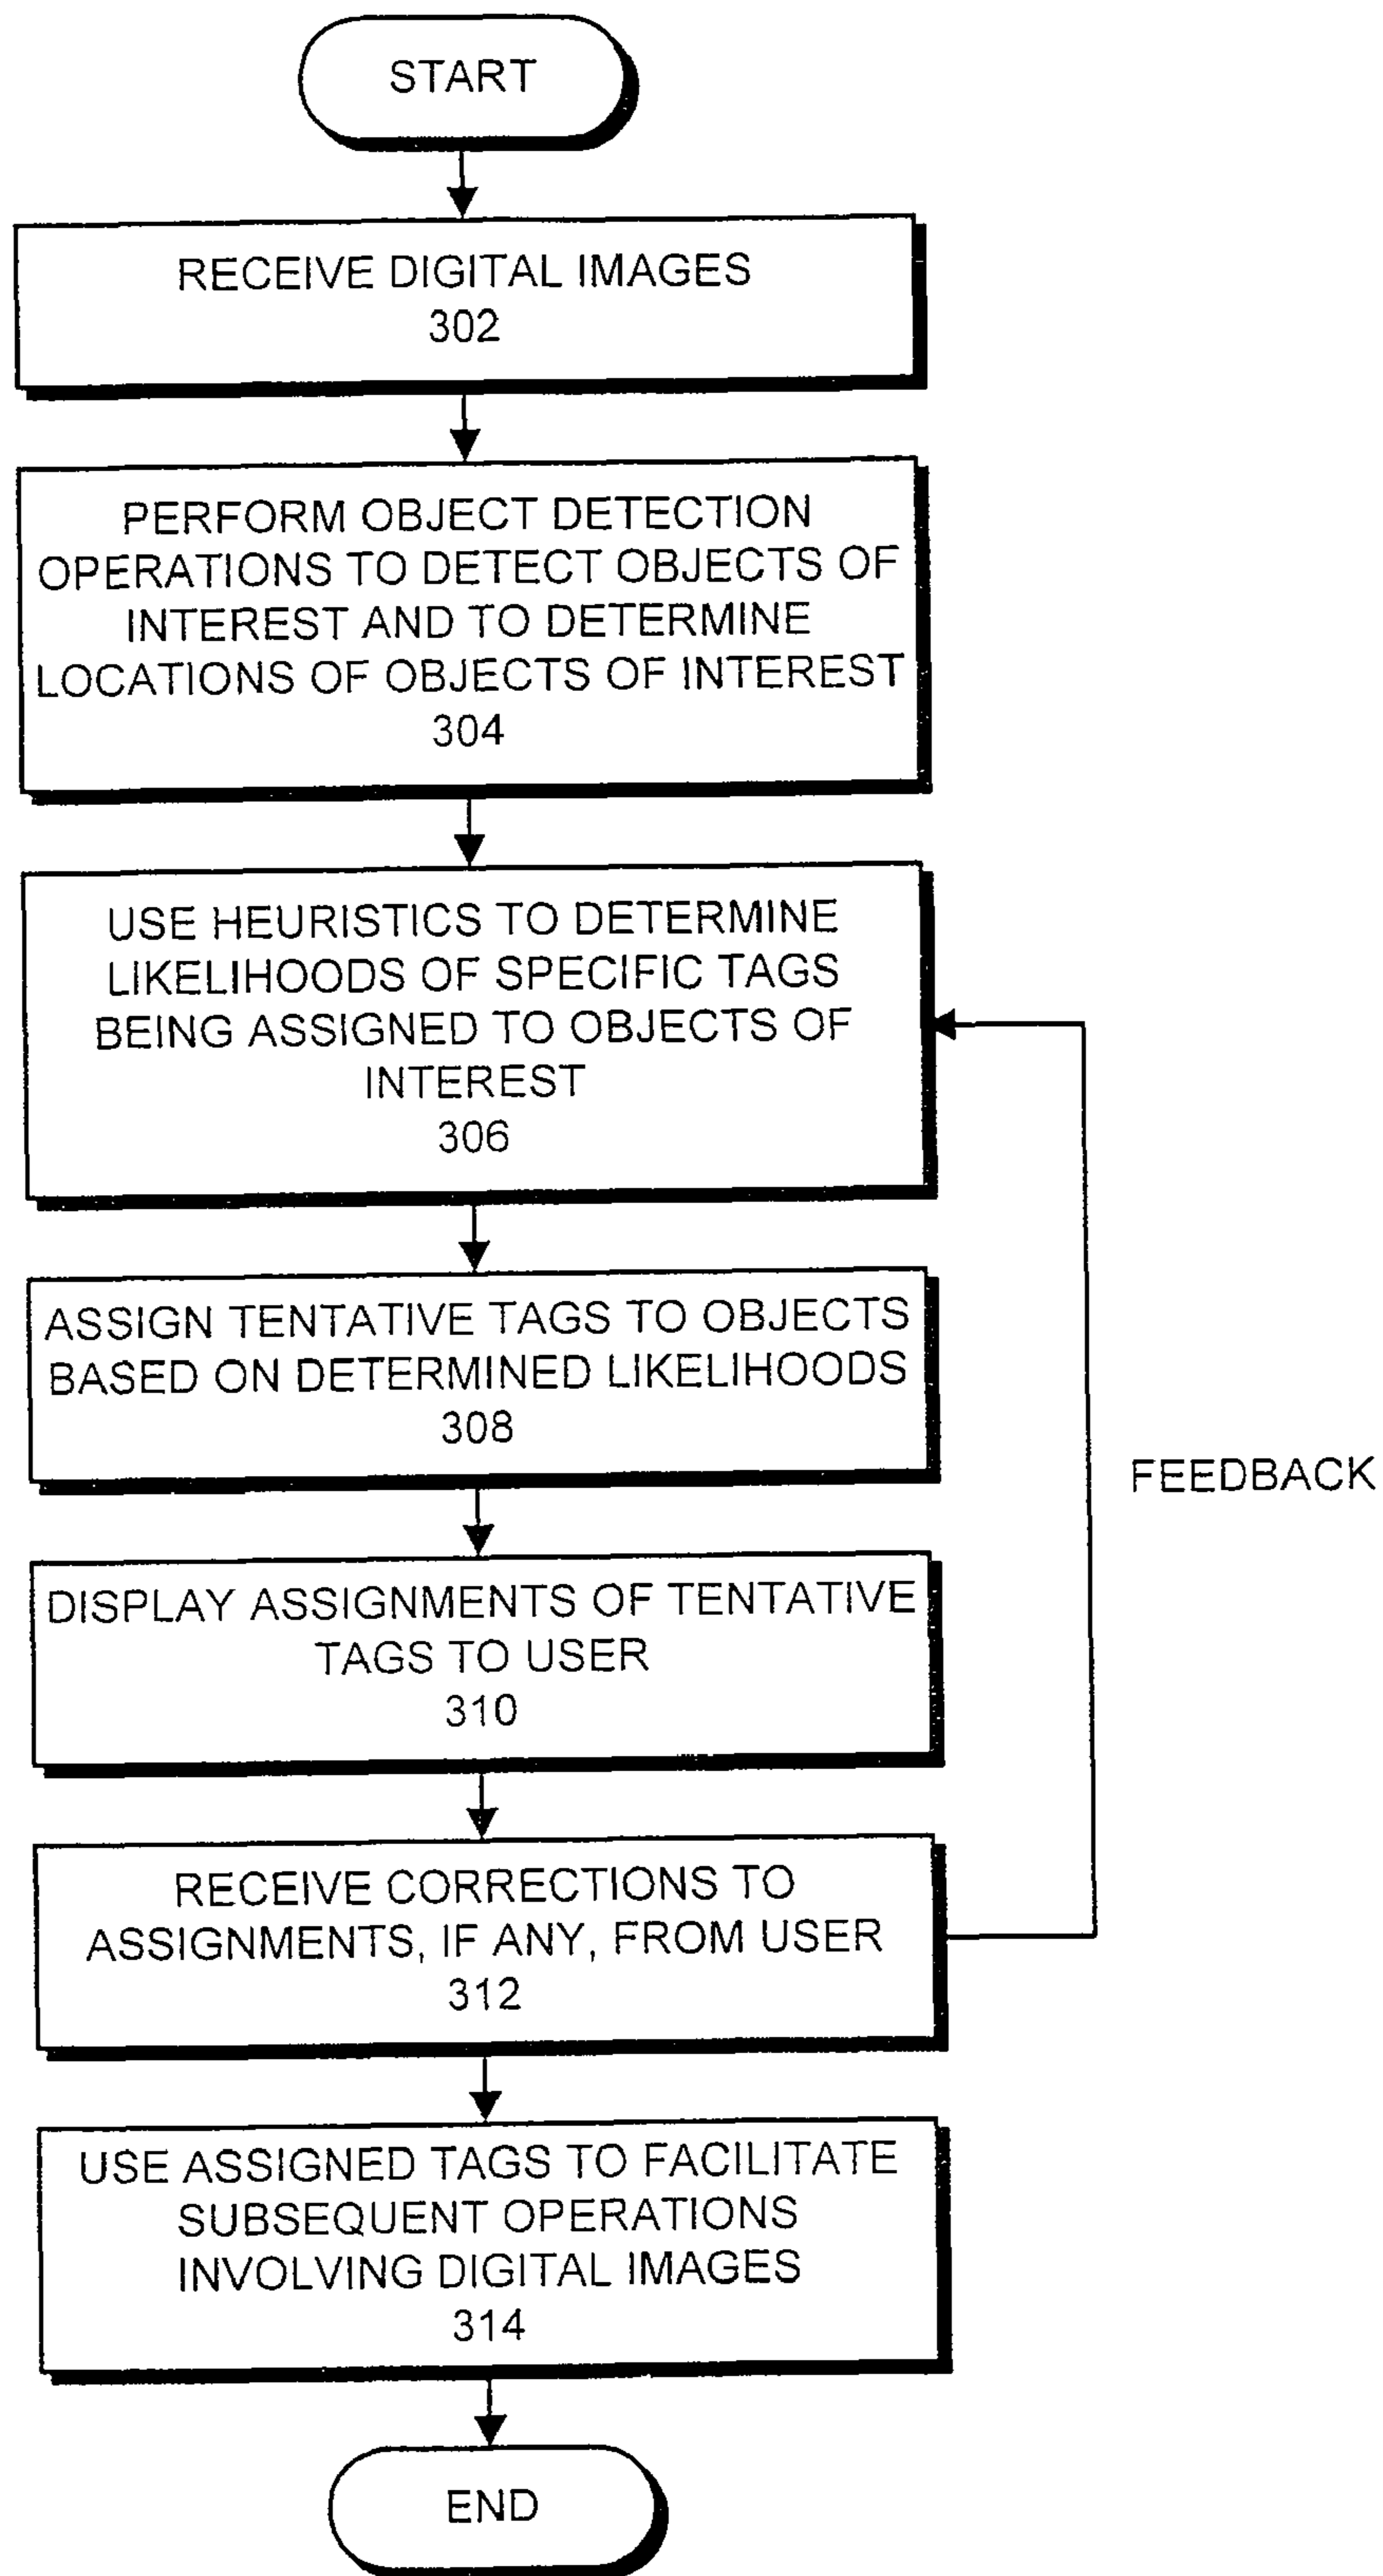 START
RECEIVE DIGITAL IMAGES
302
PERFORM OBJECT DETECTION
OPERATIONS TO DETECT OBJECTS OF
INTEREST AND TO DETERMINE
LOCATIONS OF OBJECTS OF INTEREST
304
USE HEURISTICS TO DETERMINE
LIKELIHOODS OF SPECIFIC TAGS
BEING ASSIGNED TO OBJECTS OF
INTEREST
306
ASSIGN TENTATIVE TAGS TO OBJECTS
BASED ON DETERMINED LIKELIHOODS
308
FEEDBACK
DISPLAY ASSIGNMENTS OF TENTATIVE
TAGS TO USER
310
RECEIVE CORRECTIONS TO
ASSIGNMENTS, IF ANY, FROM USER
312
USE ASSIGNED TAGS TO FACILITATE
SUBSEQUENT OPERATIONS
INVOLVING DIGITAL IMAGES
314
END